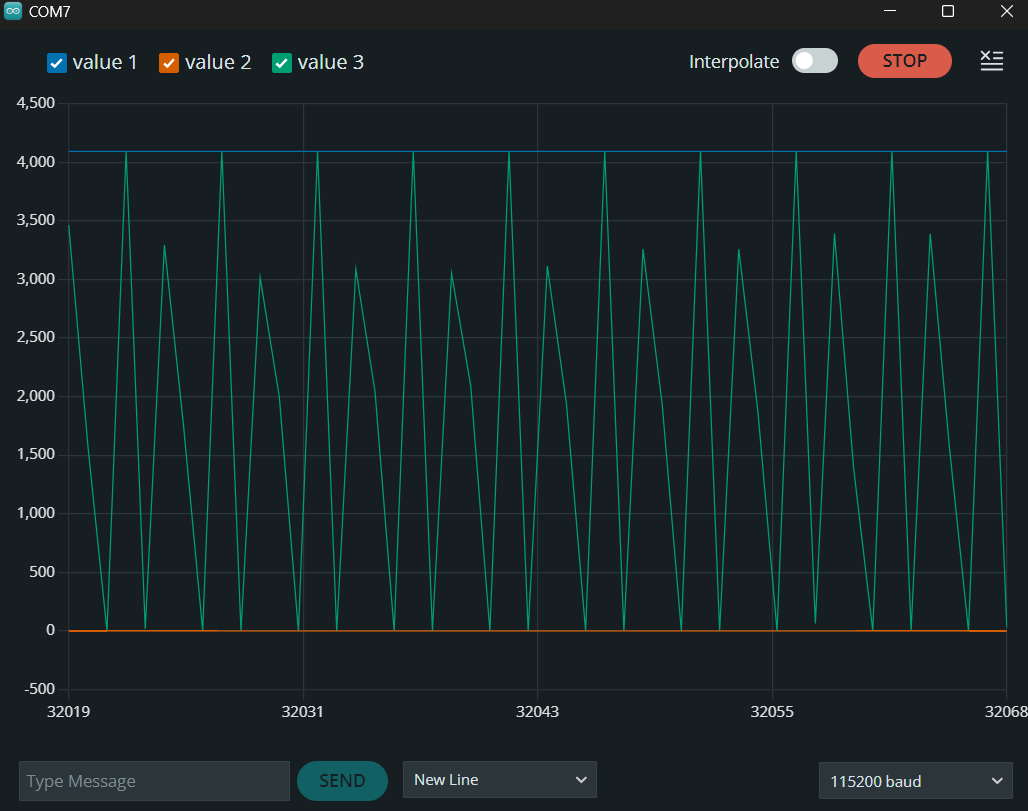 COM7
value 1 value 2 value 3 Interpolate STOP
4,500
4,000
3,500
3,000
2,500
2,000
1,500
1,000
500
0
-500
32019 32031 32043 32055 32068
Type Message SEND New Line 115200 baud